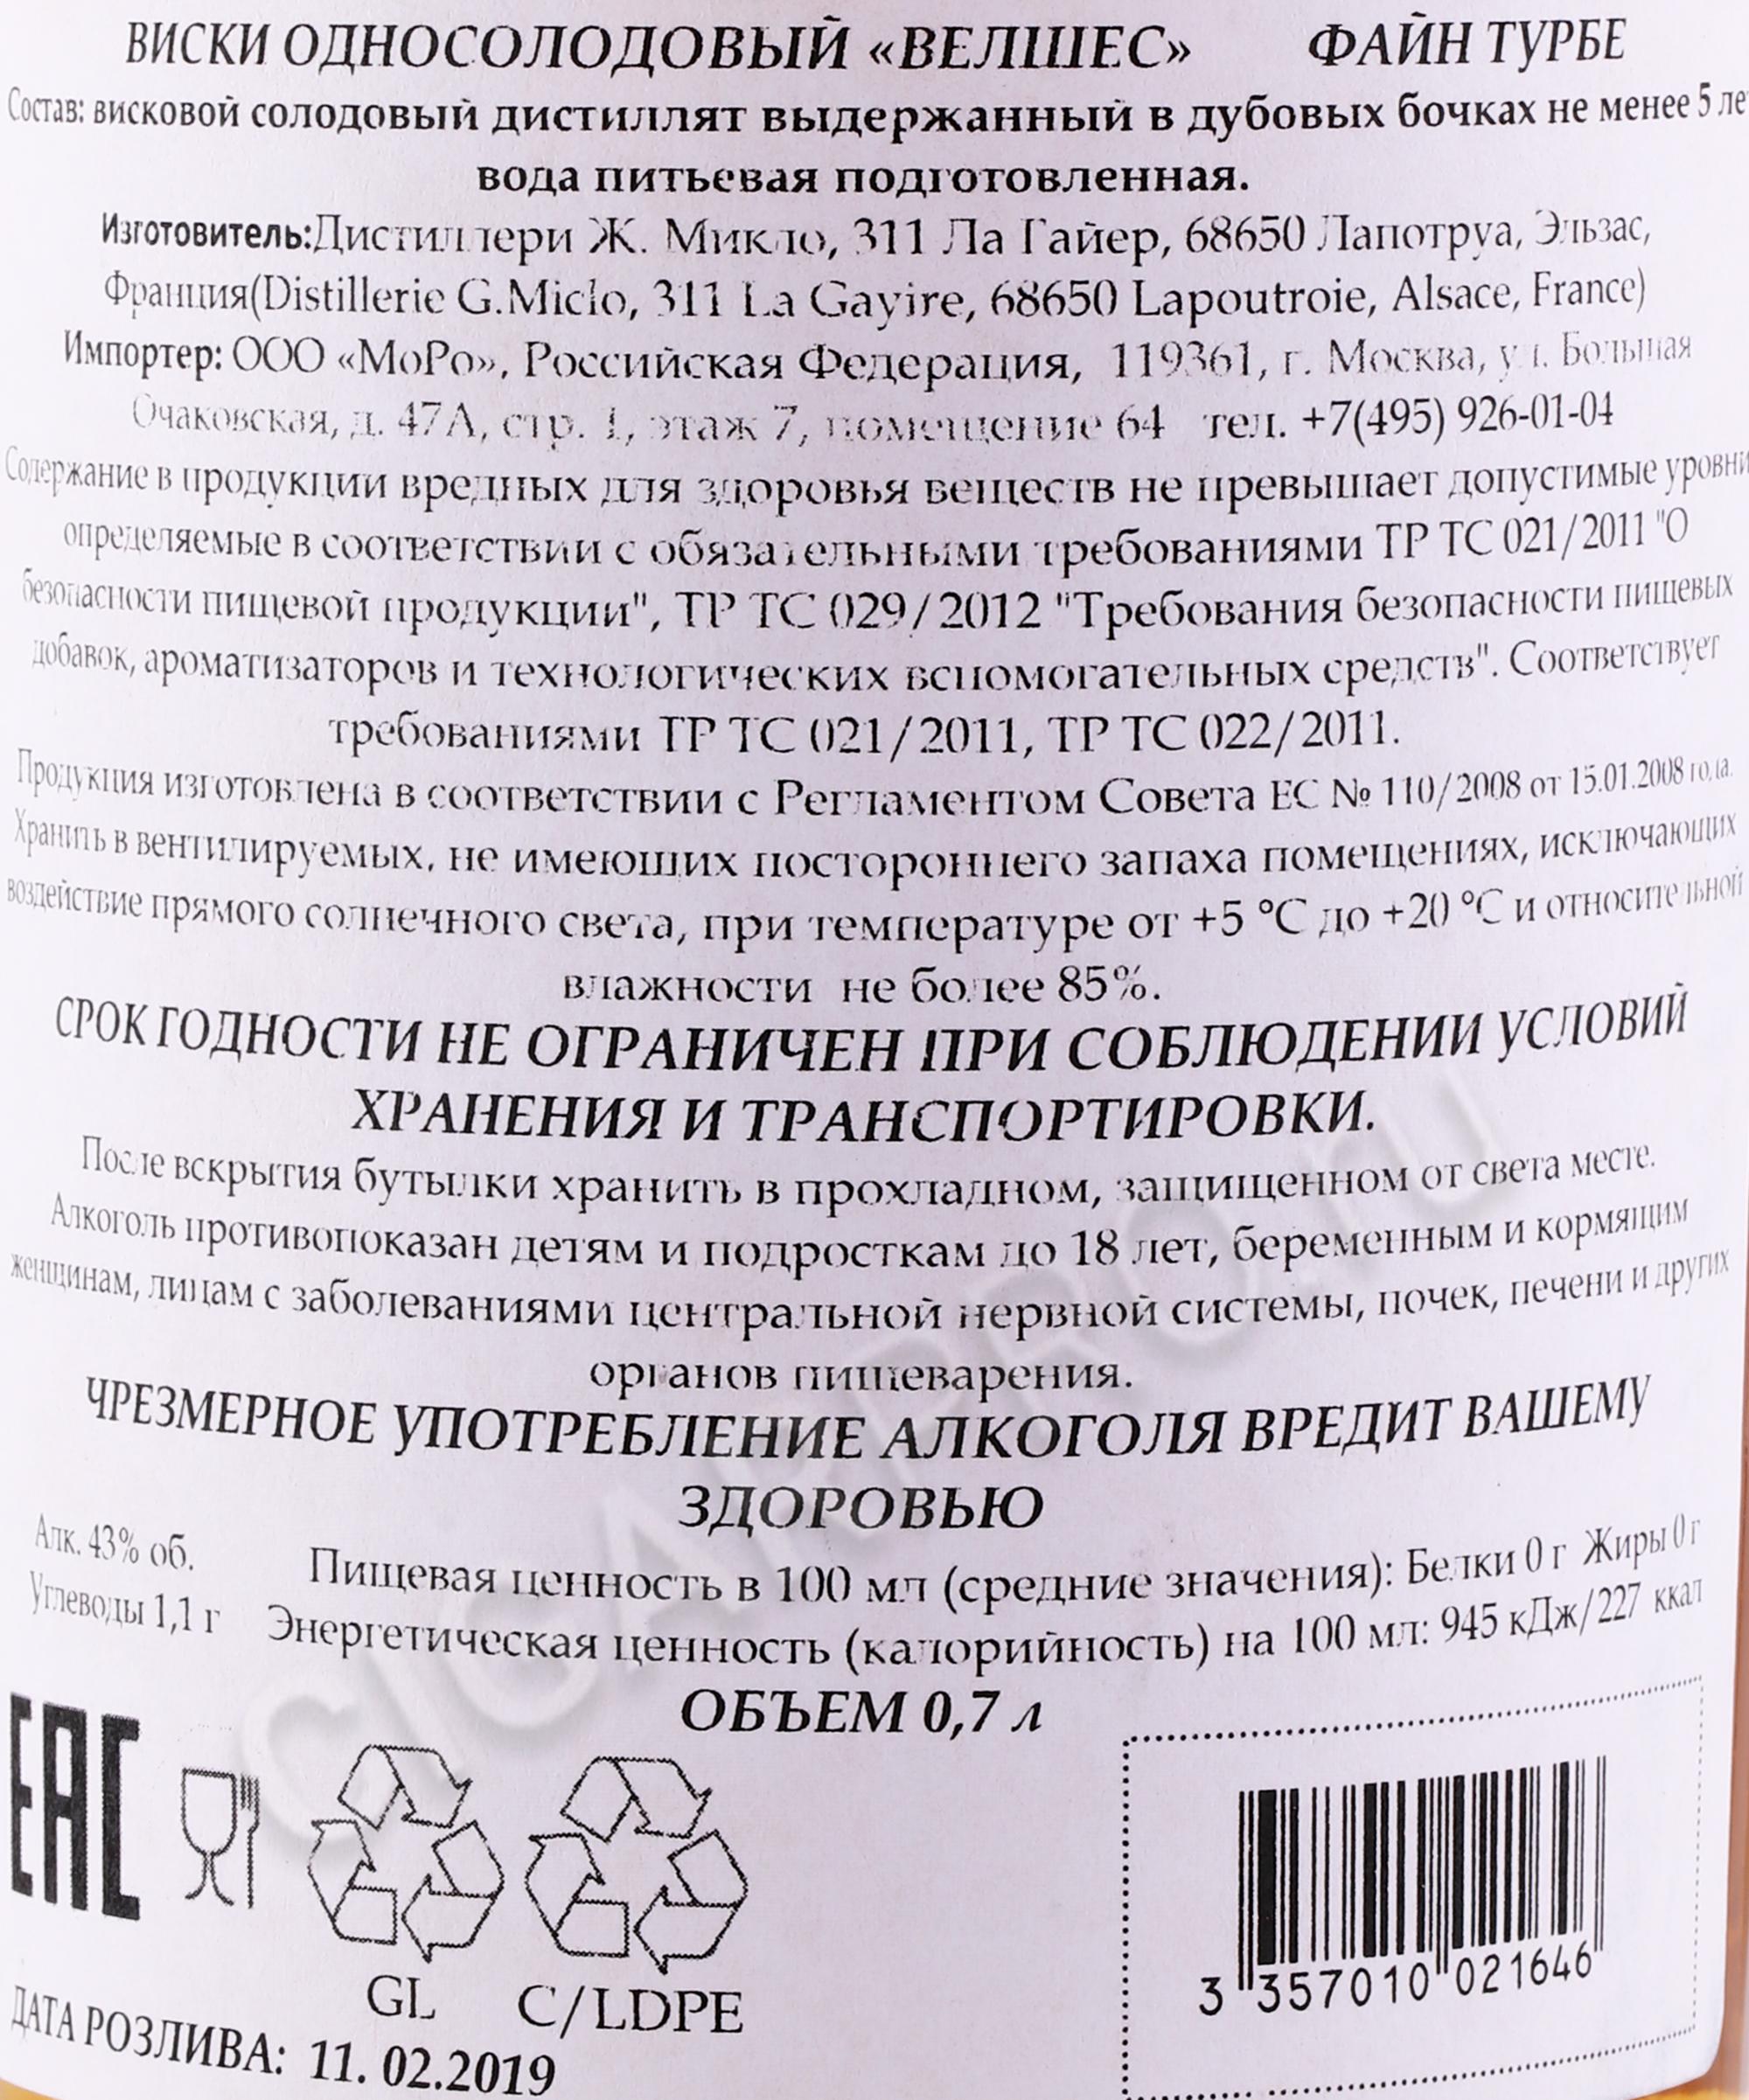 ВИСКИ ОДНОСОЛОДОВЫЙ «ВЕЛШЕС» ФАЙН ТУРБЕ
Состав: висковой солодовый дистиллят выдержанный в дубовых бочках не менее 5 ле
вода питьевая подготовленная.
Изготовитель:Дистиллери Ж. Микло, 311 Ла Гайер, 68650 Лапотруа, Эльзас,
Франция(Distillerie G.Miclo, 311 La Gayire, 68650 Lapoutroie, Alsace, France)
Импортер: ООО «МоРо», Российская Федерация, 119361, г. Москва, ул. Большая
Очаковская, д. 47А, стр. 1, этаж 7, помещение 64 тел. +7(495) 926-01-04
Содержание в продукции вредных для здоровья веществ не превышает допустимые уровни
определяемые в соответствии с обязательными требованиями ТР ТС 021/2011 "О
безопасности пищевой продукции", ТР ТС 029/2012 "Требования безопасности пищевых
добавок, ароматизаторов и технологических вспомогательных средств". Соответствует
требованиями ТР ТС 021/2011, ТР ТС 022/2011.
Продукция изготовлена в соответствии с Регламентом Совета ЕС № 110/2008 от 15.01.2008 года.
Хранить в вентилируемых, не имеющих постороннего запаха помещениях, исключающих
воздействие прямого солнечного света, при температуре от +5 °С до +20 °С и относительной
влажности не более 85%.
СРОК ГОДНОСТИ НЕ ОГРАНИЧЕН ПРИ СОБЛЮДЕНИИ УСЛОВИЙ
ХРАНЕНИЯ И ТРАНСПОРТИРОВКИ.
После вскрытия бутылки хранить в прохладном, защищенном от света месте.
Алкоголь противопоказан детям и подросткам до 18 лет, беременным и кормящим
женщинам, лицам с заболеваниями центральной нервной системы, почек, печени и других
органов пищеварения.
ЧРЕЗМЕРНОЕ УПОТРЕБЛЕНИЕ АЛКОГОЛЯ ВРЕДИТ ВАШЕМУ
ЗДОРОВЬЮ
Алк. 43% об. Пищевая ценность в 100 мл (средние значения): Белки 0 г Жиры 0 г
Углеводы 1,1 г Энергетическая ценность (калорийность) на 100 мл: 945 кДж/227 ккал
ОБЪЕМ 0,7 л
EAC
GL C/LDPE
3 357010 021646
ДАТА РОЗЛИВА: 11. 02.2019
CIGARPRO.ru